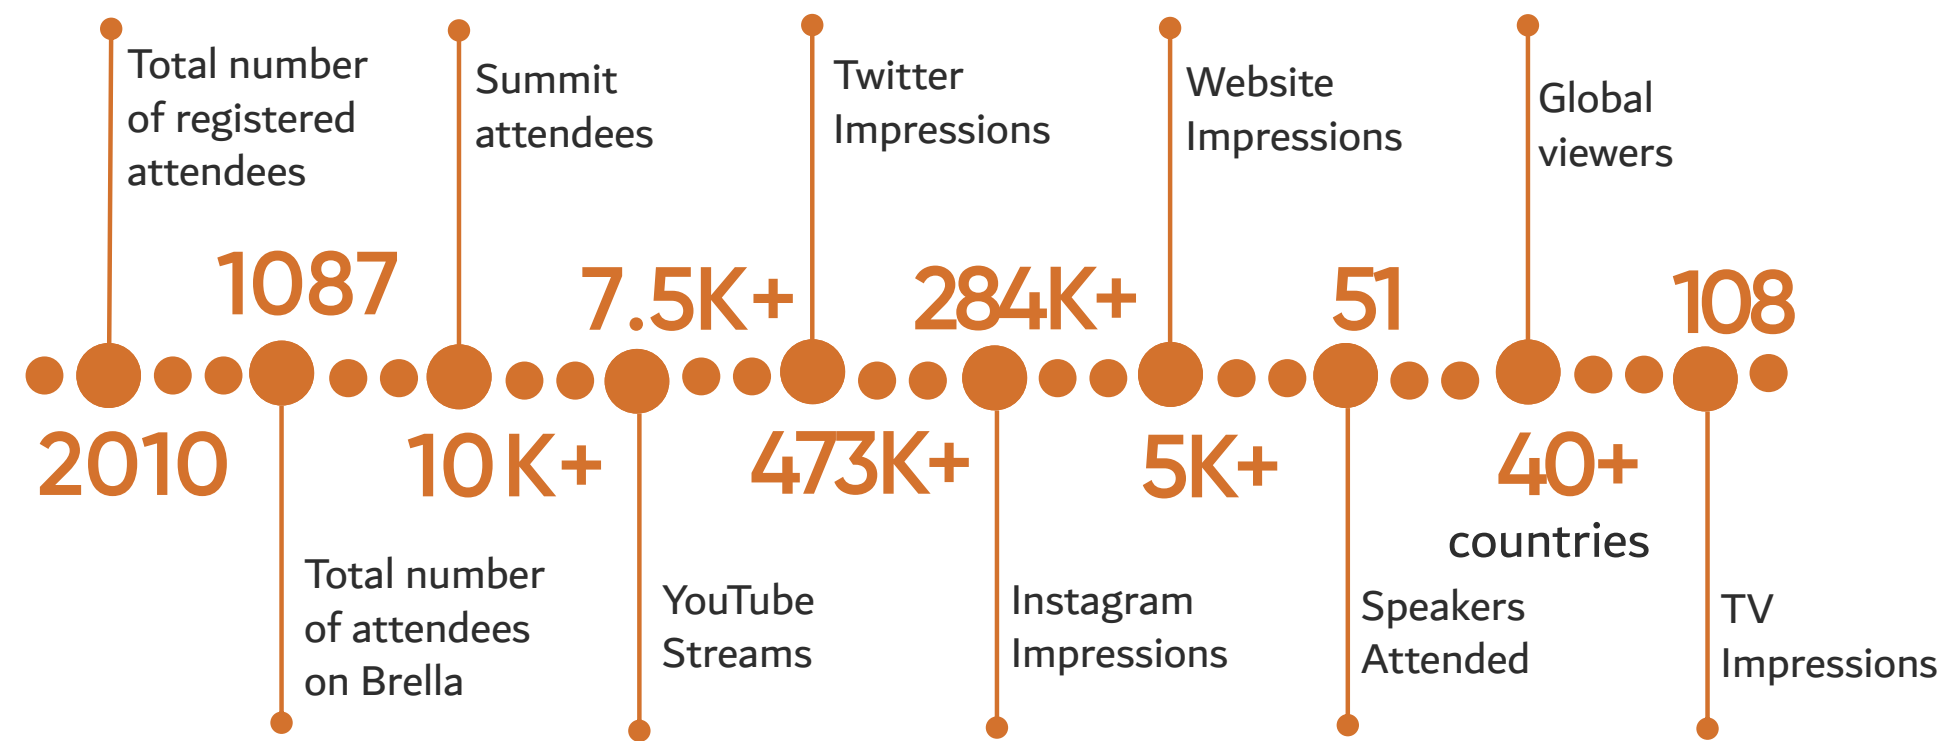 Total number
of registered
attendees
2010
1087
Total number
of attendees
on Brella
Summit
attendees
10K+
7.5K+
YouTube
Streams
Twitter
Impressions
473K+
284K+
Instagram
Impressions
Website
Impressions
5K+
51
Speakers
Attended
Global
viewers
40+
countries
108
TV
Impressions